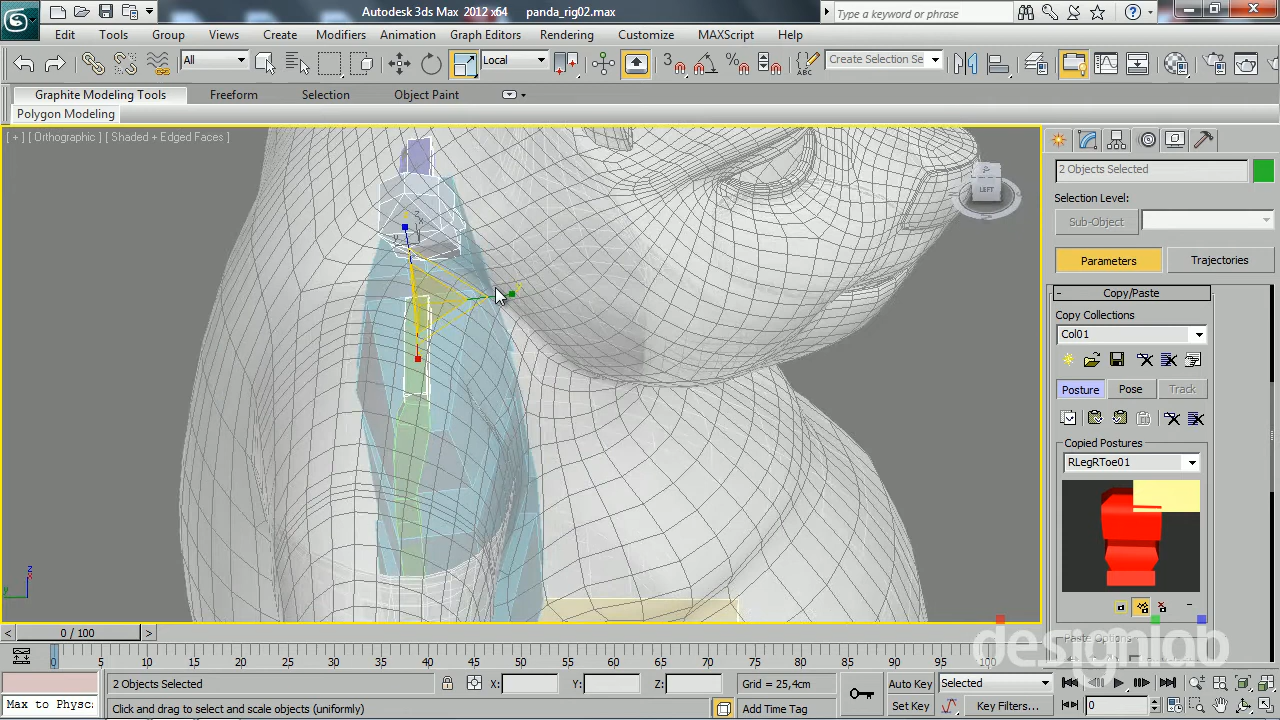 Autodesk 3ds Max 2012 x64 panda_rig02.max
Type a keyword or phrase
Edit Tools Group Views Create Modifiers Animation Graph Editors Rendering Customize MAXScript Help
All
Local
Create Selection Se
Graphite Modeling Tools Freeform Selection Object Paint
Polygon Modeling
[ + ] [ Orthographic ] [ Shaded + Edged Faces ]
LEFT
2 Objects Selected
Selection Level:
Sub-Object
Parameters Trajectories
Copy/Paste
Copy Collections
Col01
Posture Pose Track
Copied Postures
RLegRToe01
Paste Options
designlab
0 / 100
0 5 10 15 20 25 30 35 40 45 50 55 60 65 70 75 80 85 90 95 100
2 Objects Selected X: Y: Z: Grid = 25,4cm Auto Key Selected
Max to Physc
Click and drag to select and scale objects (uniformly) Add Time Tag Set Key Key Filters... 0